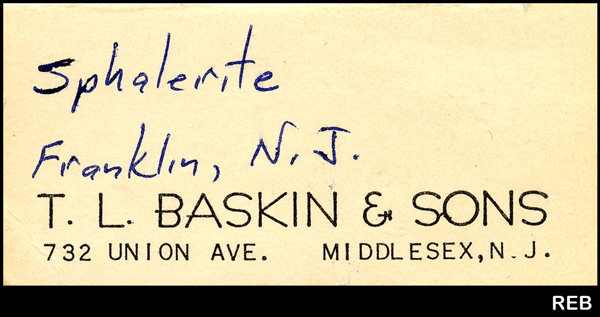 Sphalerite
Franklin, N.J.
T. L. BASKIN & SONS
732 UNION AVE. MIDDLESEX, N.J.
REB